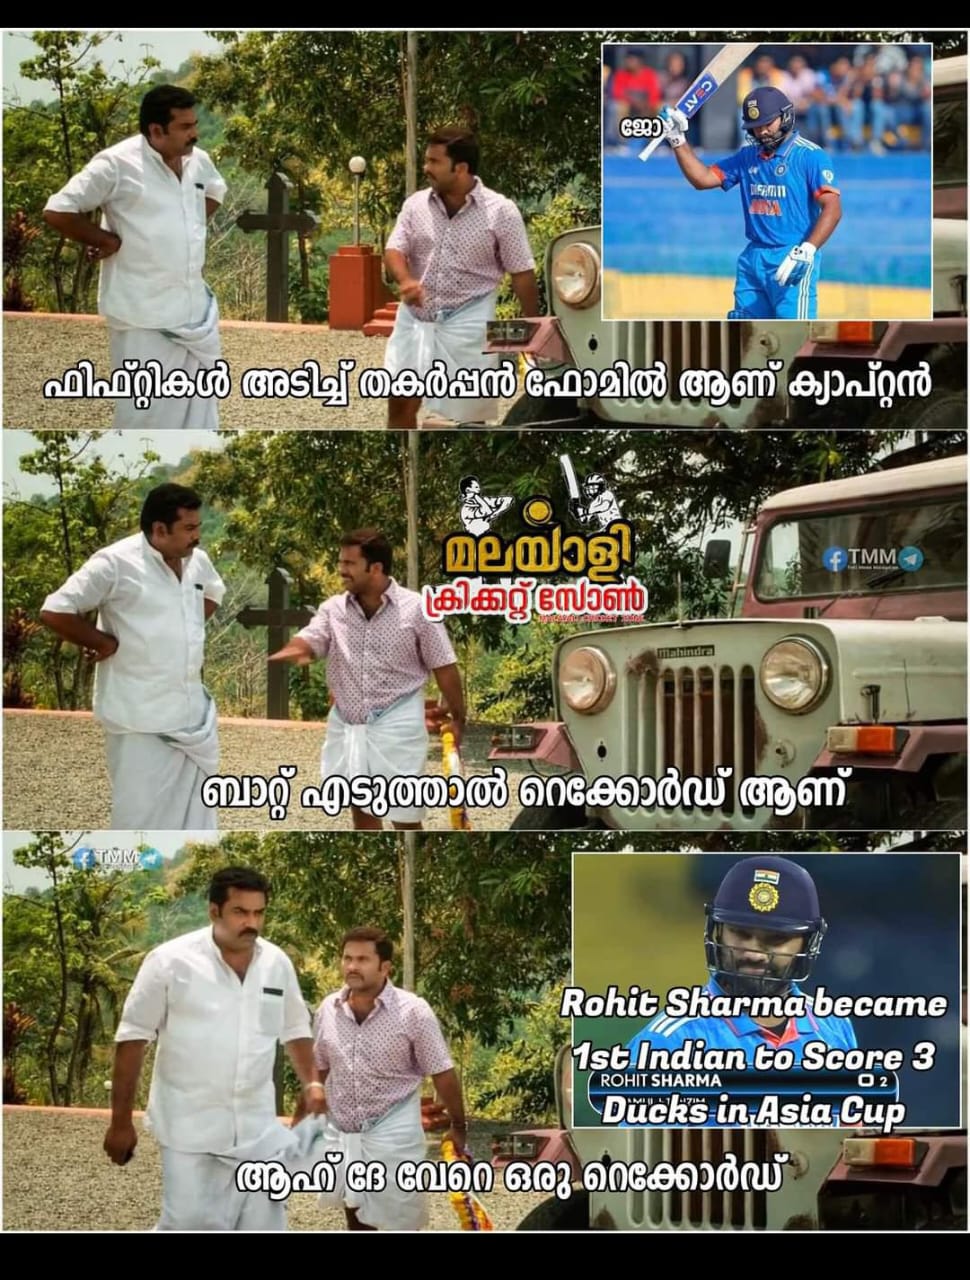 ജോ
CEAT
INDIA
ഫിഫ്റ്റികൾ അടിച്ച് തകർപ്പൻ ഫോമിൽ ആണ് ക്യാപ്റ്റൻ
മലയാളി
ക്രിക്കറ്റ് സോൺ
TMM
Mahindra
ബാറ്റ് എടുത്താൽ റെക്കോർഡ് ആണ്
TMM
Rohit Sharma became
1st Indian to Score 3
ROHIT SHARMA 0 2
Ducks in Asia Cup
ആഹ് ദേ വേറെ ഒരു റെക്കോർഡ്